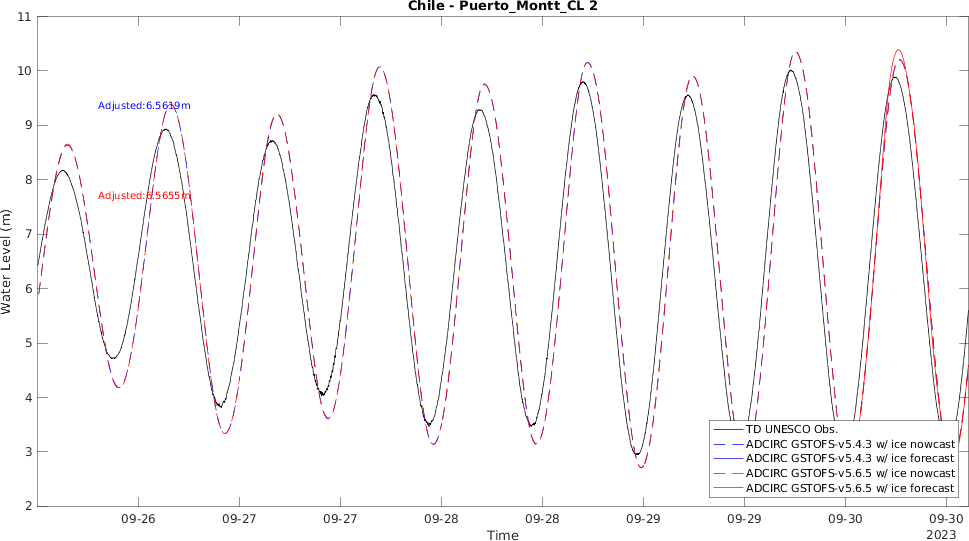 Chile - Puerto_Montt_CL 2
Water Level (m)
11
10
9
8
7
6
5
4
3
2
Adjusted:6.5619m
Adjusted:6.5655m
TD UNESCO Obs.
ADCIRC GSTOFS-v5.4.3 w/ ice nowcast
ADCIRC GSTOFS-v5.4.3 w/ ice forecast
ADCIRC GSTOFS-v5.6.5 w/ ice nowcast
ADCIRC GSTOFS-v5.6.5 w/ ice forecast
09-26 09-27 09-27 09-28 09-28 09-29 09-29 09-30 09-30
Time
2023